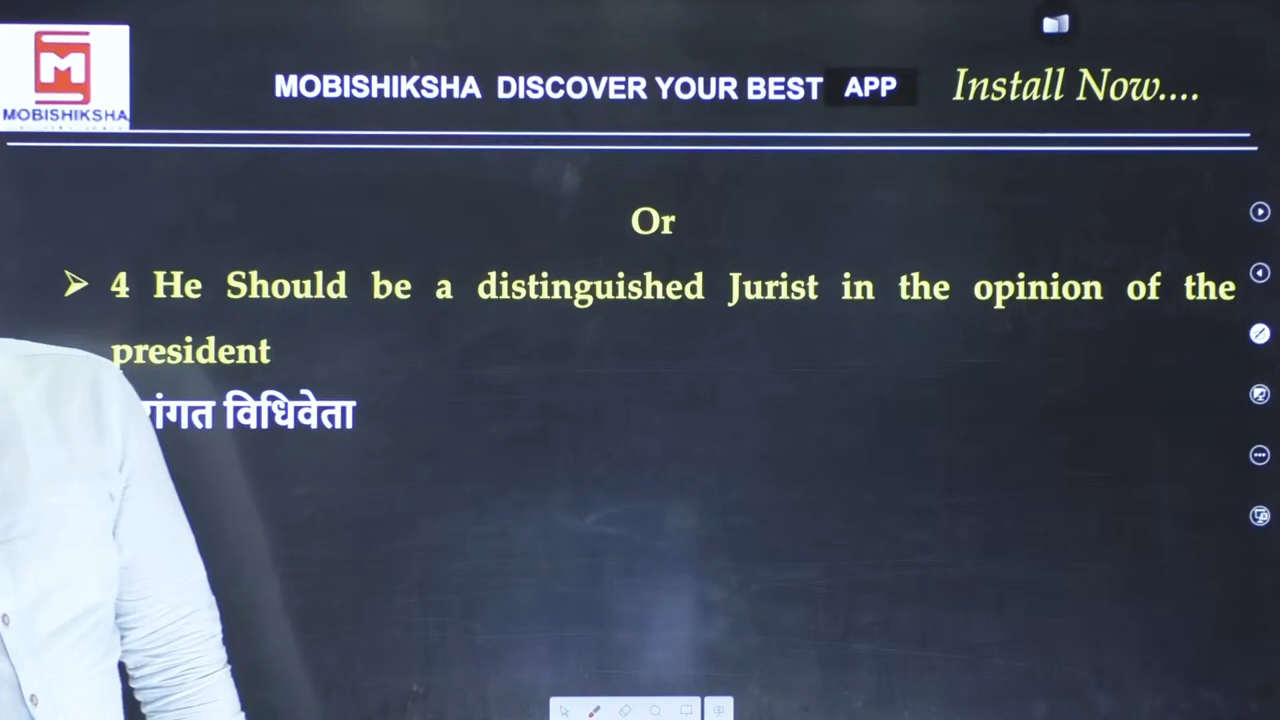 MOBISHIKSHA
MOBISHIKSHA DISCOVER YOUR BEST APP Install Now....
Or
➢ 4 He Should be a distinguished Jurist in the opinion of the
president
विधिवेता